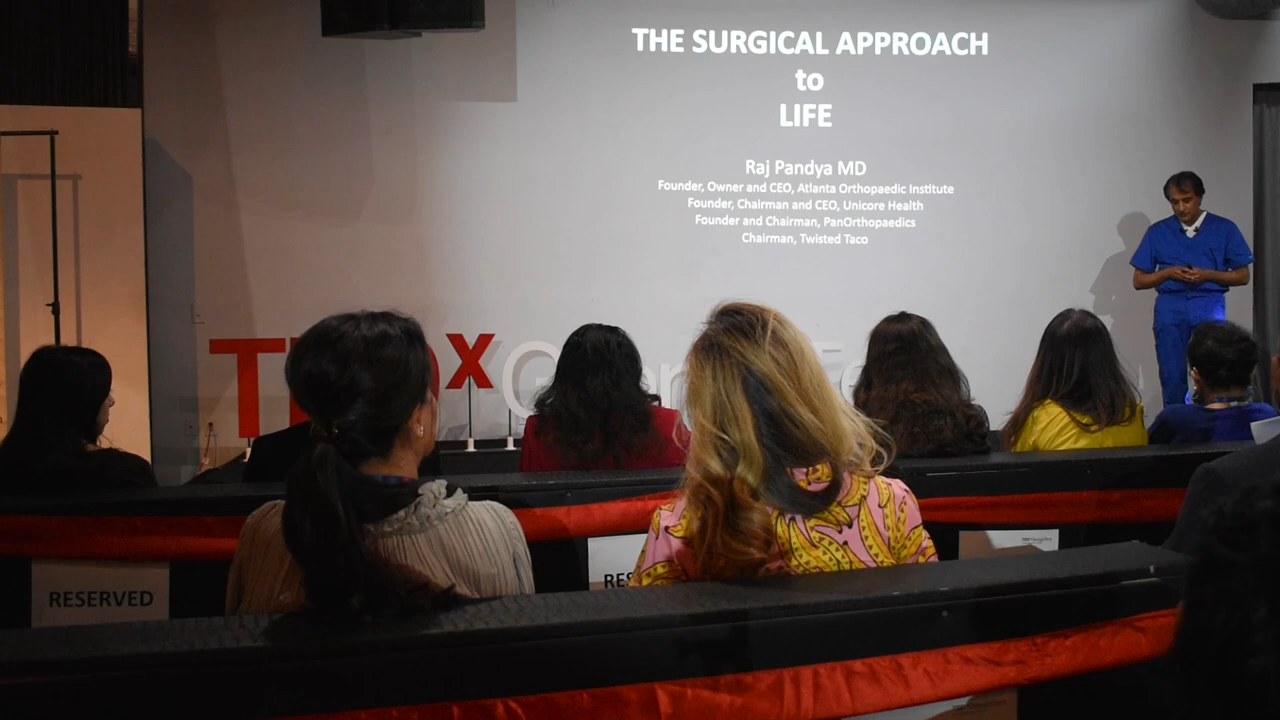 THE SURGICAL APPROACH
to
LIFE
Raj Pandya MD
Founder, Owner and CEO, Atlanta Orthopaedic Institute
Founder, Chairman and CEO, Unicore Health
Founder and Chairman, PanOrthopaedics
Chairman, Twisted Taco
RESERVED